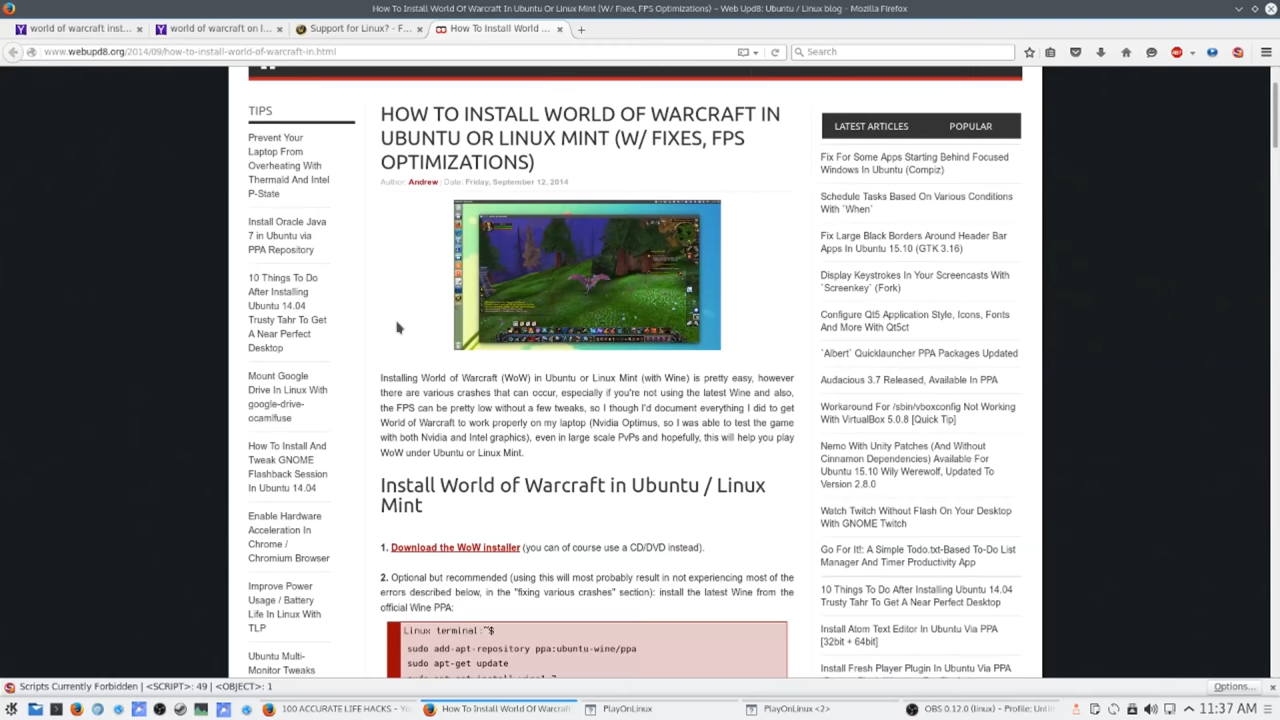 How To Install World Of Warcraft In Ubuntu Or Linux Mint (W/ Fixes, FPS Optimizations) ~ Web Upd8: Ubuntu / Linux blog - Mozilla Firefox
world of warcraft inst...
world of warcraft on l...
Support for Linux? - F...
How To Install World ...
www.webupd8.org/2014/09/how-to-install-world-of-warcraft-in.html
Search
TIPS
Prevent Your
Laptop From
Overheating With
Thermald And Intel
P-State
Install Oracle Java
7 in Ubuntu via
PPA Repository
10 Things To Do
After Installing
Ubuntu 14.04
Trusty Tahr To Get
A Near Perfect
Desktop
Mount Google
Drive In Linux With
google-drive-
ocamlfuse
How To Install And
Tweak GNOME
Flashback Session
In Ubuntu 14.04
Enable Hardware
Acceleration In
Chrome /
Chromium Browser
Improve Power
Usage / Battery
Life In Linux With
TLP
Ubuntu Multi-
Monitor Tweaks
HOW TO INSTALL WORLD OF WARCRAFT IN
UBUNTU OR LINUX MINT (W/ FIXES, FPS
OPTIMIZATIONS)
Author: Andrew | Date: Friday, September 12, 2014
Installing World of Warcraft (WoW) in Ubuntu or Linux Mint (with Wine) is pretty easy, however
there are various crashes that can occur, especially if you're not using the latest Wine and also,
the FPS can be pretty low without a few tweaks, so I though I'd document everything I did to get
World of Warcraft to work properly on my laptop (Nvidia Optimus, so I was able to test the game
with both Nvidia and Intel graphics), even in large scale PvPs and hopefully, this will help you play
WoW under Ubuntu or Linux Mint.
Install World of Warcraft in Ubuntu / Linux
Mint
1. Download the WoW installer (you can of course use a CD/DVD instead).
2. Optional but recommended (using this will most probably result in not experiencing most of the
errors described below, in the "fixing various crashes" section): install the latest Wine from the
official Wine PPA:
Linux terminal:~$
sudo add-apt-repository ppa:ubuntu-wine/ppa
sudo apt-get update
LATEST ARTICLES POPULAR
Fix For Some Apps Starting Behind Focused
Windows In Ubuntu (Compiz)
Schedule Tasks Based On Various Conditions
With `When`
Fix Large Black Borders Around Header Bar
Apps In Ubuntu 15.10 (GTK 3.16)
Display Keystrokes In Your Screencasts With
`Screenkey` (Fork)
Configure Qt5 Application Style, Icons, Fonts
And More With Qt5ct
`Albert` Quicklauncher PPA Packages Updated
Audacious 3.7 Released, Available In PPA
Workaround For /sbin/vboxconfig Not Working
With VirtualBox 5.0.8 [Quick Tip]
Nemo With Unity Patches (And Without
Cinnamon Dependencies) Available For
Ubuntu 15.10 Wily Werewolf, Updated To
Version 2.8.0
Watch Twitch Without Flash On Your Desktop
With GNOME Twitch
Go For It!: A Simple Todo.txt-Based To-Do List
Manager And Timer Productivity App
10 Things To Do After Installing Ubuntu 14.04
Trusty Tahr To Get A Near Perfect Desktop
Install Atom Text Editor In Ubuntu Via PPA
[32bit + 64bit]
Install Fresh Player Plugin In Ubuntu Via PPA
Scripts Currently Forbidden | <SCRIPT>: 49 | <OBJECT>: 1
Options...
100 ACCURATE LIFE HACKS - Yo
How To Install World Of Warcraft
PlayOnLinux
PlayOnLinux <2>
OBS 0.12.0 (linux) - Profile: Unti
11:37 AM